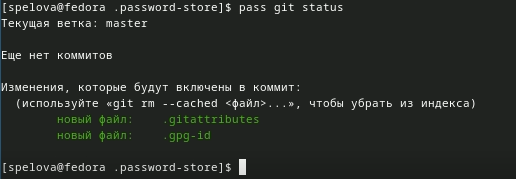 [spelova@fedora .password-store]$ pass git status
Текущая ветка: master
Еще нет коммитов
Изменения, которые будут включены в коммит:
(используйте «git rm --cached <файл>...», чтобы убрать из индекса)
новый файл: .gitattributes
новый файл: .gpg-id
[spelova@fedora .password-store]$